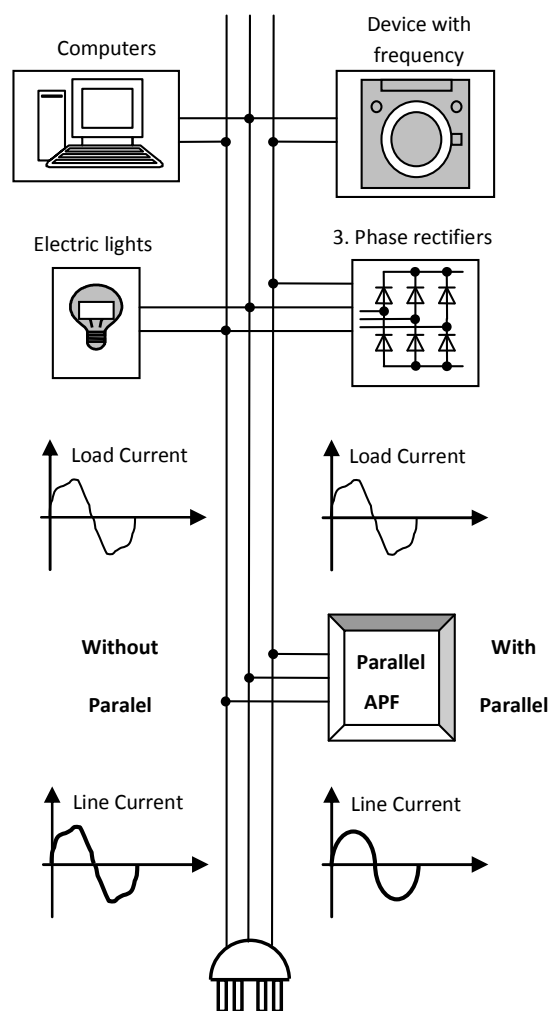 Computers
Device with
frequency
Electric lights
3. Phase rectifiers
Load Current
Load Current
Without
Paralel
Parallel
APF
With
Parallel
Line Current
Line Current